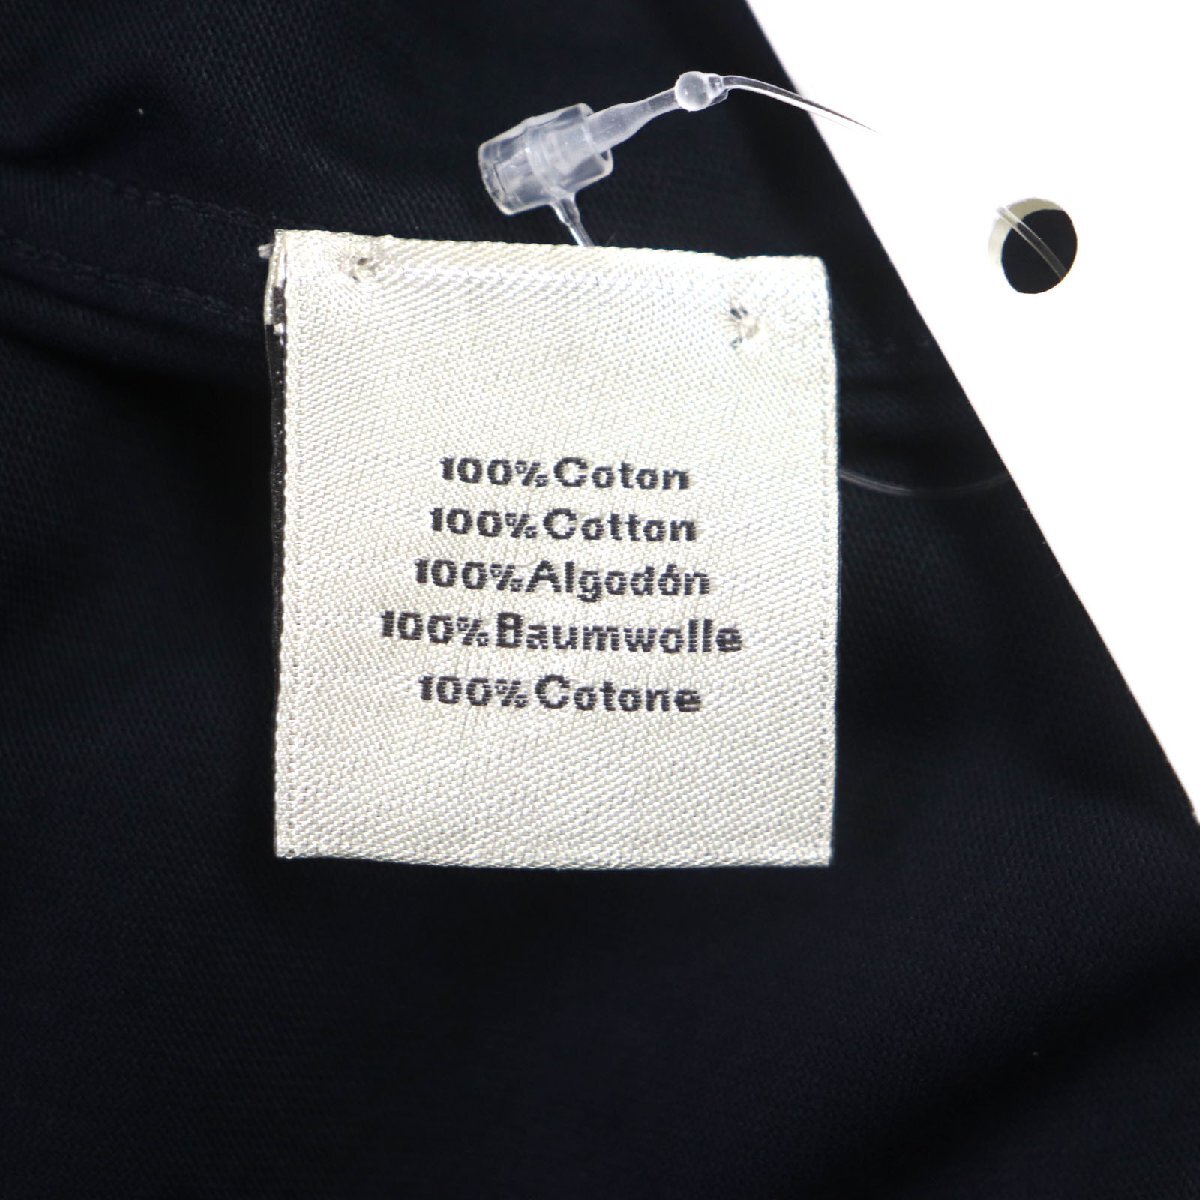 100% Coton
100% Cotton
100% Algodón
100% Baumwolle
100% Cotone